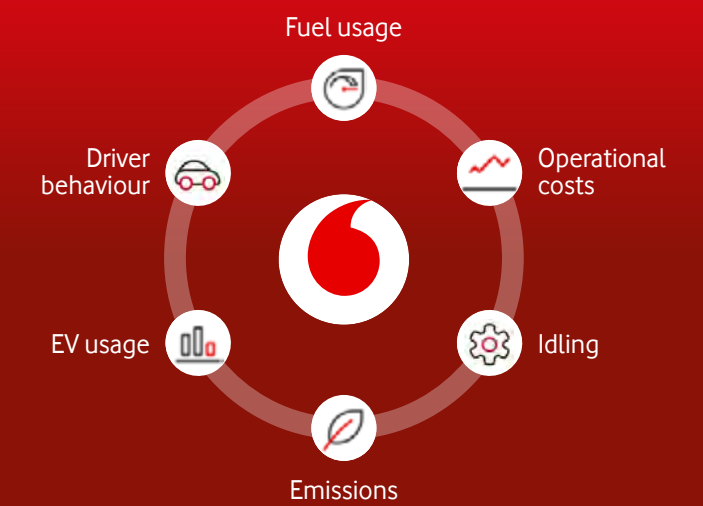 Fuel usage
Driver
behaviour
Operational
costs
EV usage
Idling
Emissions